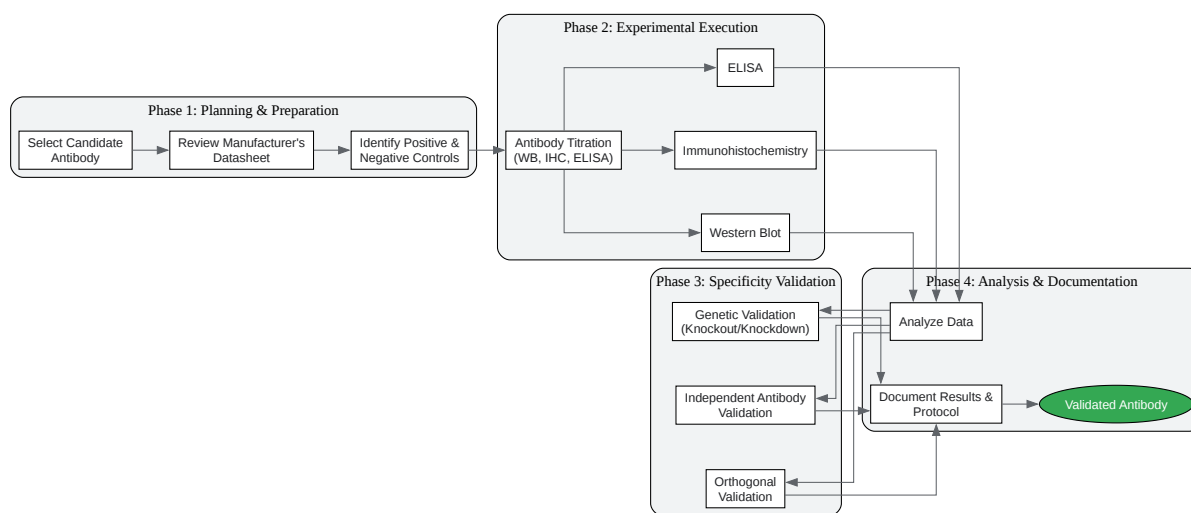 Phase 1: Planning & Preparation
Select Candidate
Antibody
Review Manufacturer's
Datasheet
Identify Positive &
Negative Controls
Phase 2: Experimental Execution
Antibody Titration
(WB, IHC, ELISA)
ELISA
Immunohistochemistry
Western Blot
Phase 3: Specificity Validation
Genetic Validation
(Knockout/Knockdown)
Independent Antibody
Validation
Orthogonal
Validation
Phase 4: Analysis & Documentation
Analyze Data
Document Results &
Protocol
Validated Antibody